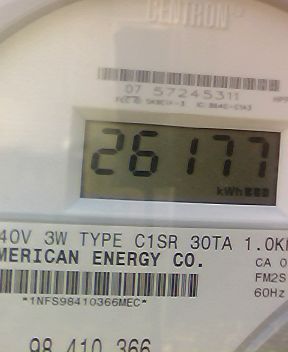 CENTRON
07 57245311
26177
kWh
40V 3W TYPE C1SR 30TA 1.0K
MERICAN ENERGY CO.
CA 0
FM2S
60Hz
*1NFS98410366MEC*
98 410 366